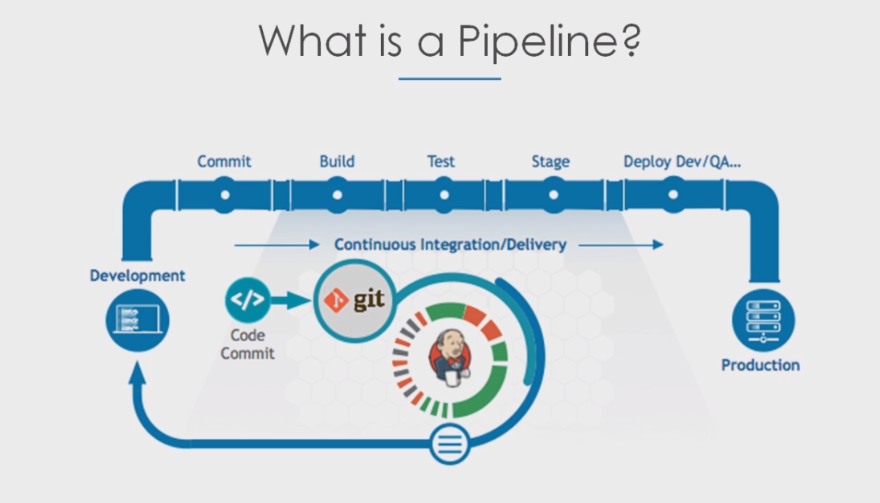 What is a Pipeline?
Commit
Build
Test
Stage
Deploy Dev/QA...
Continuous Integration/Delivery
Development
</>
git
Code
Commit
Production